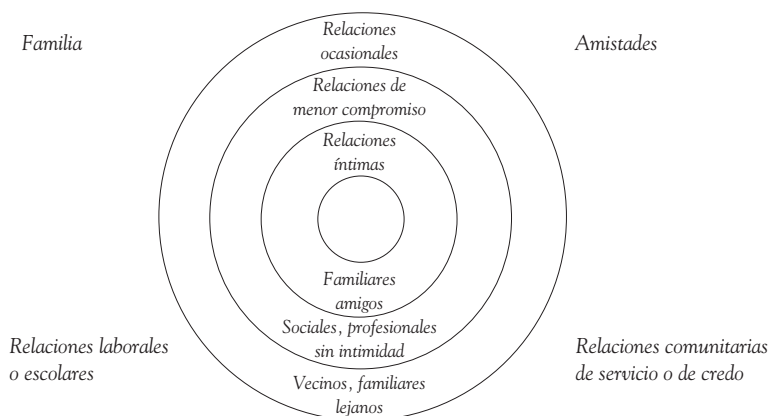 Familia
Relaciones
ocasionales
Amistades
Relaciones de
menor compromiso
Relaciones
íntimas
Familiares
amigos
Sociales, profesionales
sin intimidad
Relaciones laborales
o escolares
Vecinos, familiares
lejanos
Relaciones comunitarias
de servicio o de credo